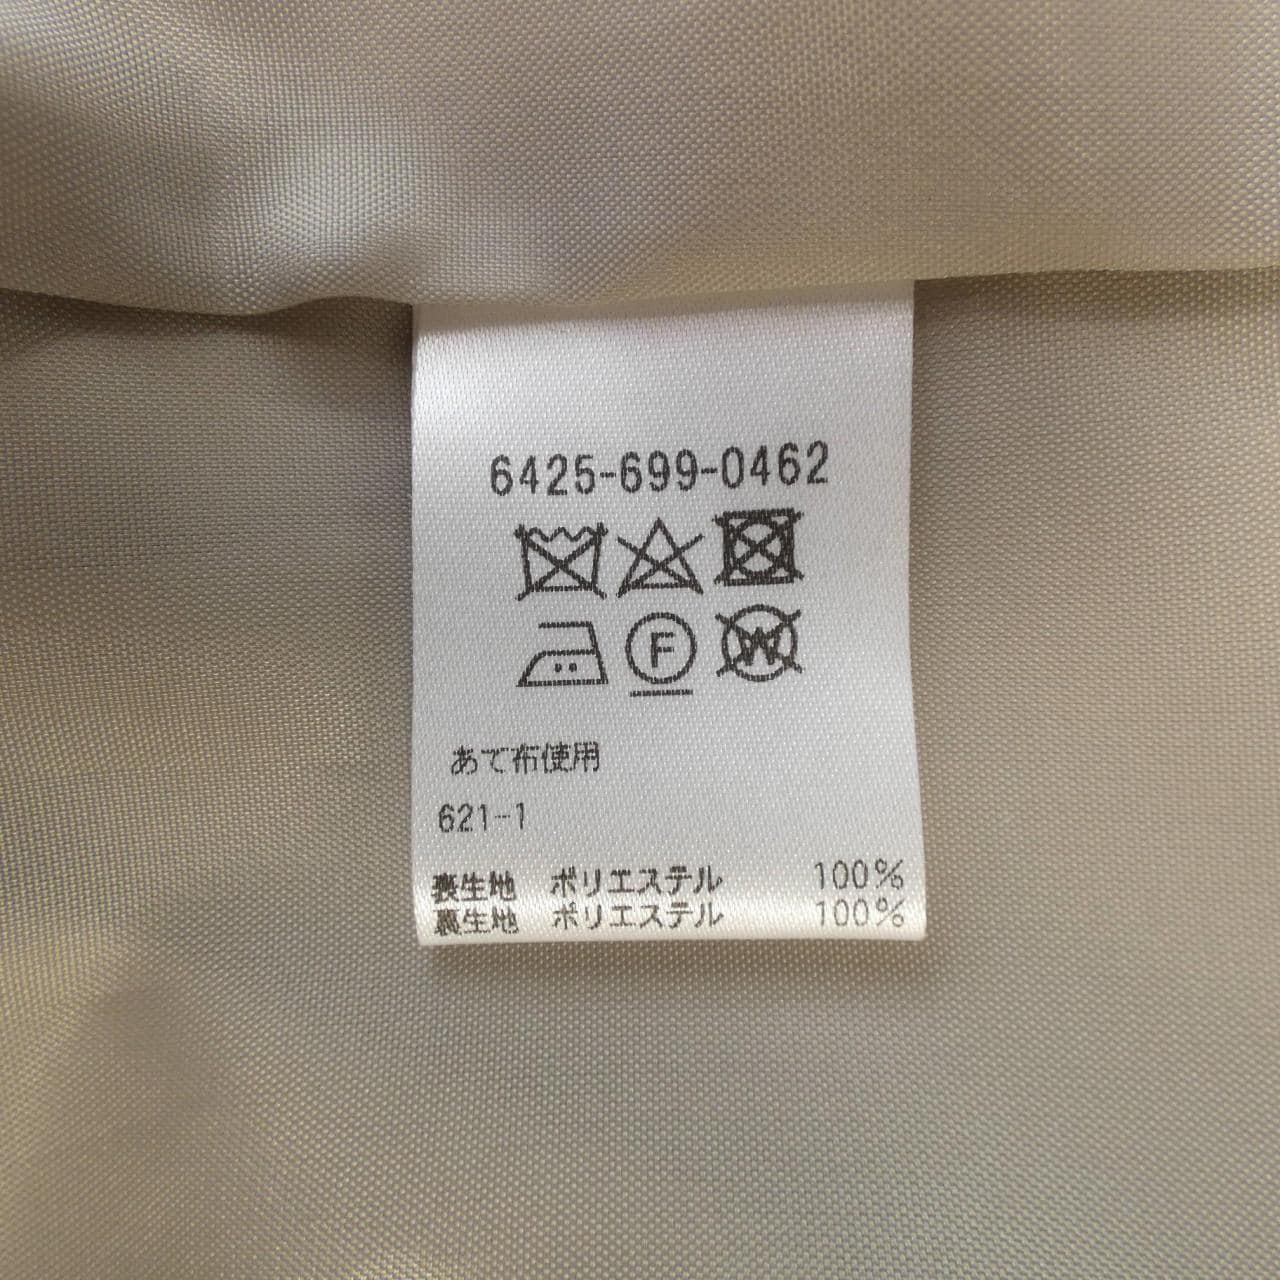 6425-699-0462
F
W
あて布使用
621-1
表生地 ポリエステル 100%
裏生地 ポリエステル 100%